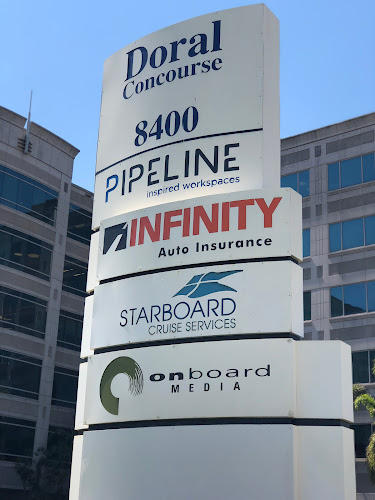 Doral
Concourse
8400
PIPELINE
inspired workspaces
INFINITY
Auto Insurance
STARBOARD
CRUISE SERVICES
onboard
MEDIA